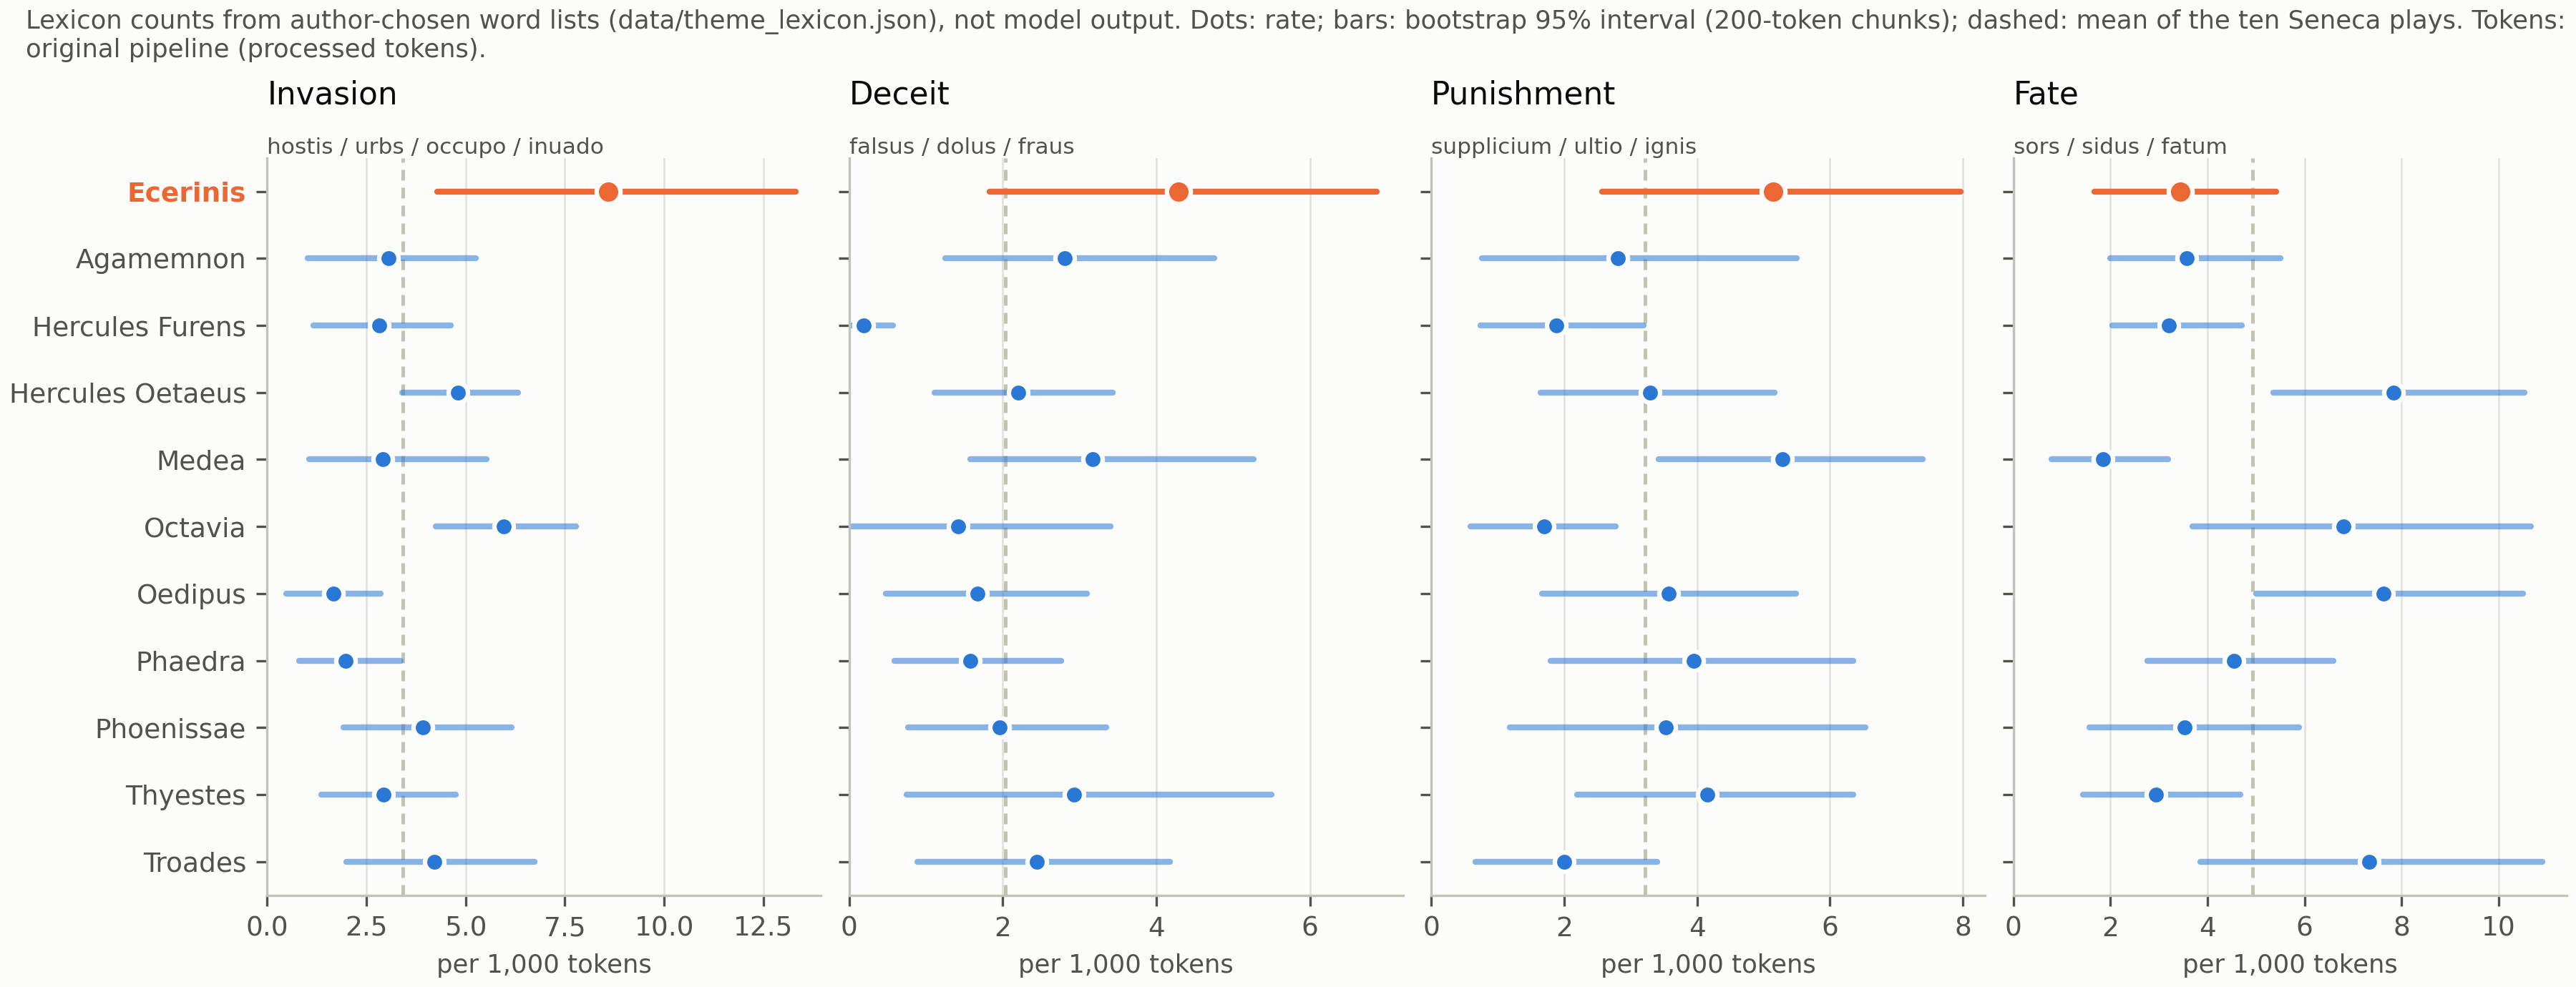 Lexicon counts from author-chosen word lists (data/theme_lexicon.json), not model output. Dots: rate; bars: bootstrap 95% interval (200-token chunks); dashed: mean of the ten Seneca plays. Tokens:
original pipeline (processed tokens).
Invasion
hostis / urbs / occupo / inuado
Deceit
falsus / dolus / fraus
Punishment
supplicium / ultio / ignis
Fate
sors / sidus / fatum
Ecerinis
Agamemnon
Hercules Furens
Hercules Oetaeus
Medea
Octavia
Oedipus
Phaedra
Phoenissae
Thyestes
Troades
0.0 2.5 5.0 7.5 10.0 12.5
per 1,000 tokens
0 2 4 6
per 1,000 tokens
0 2 4 6 8
per 1,000 tokens
0 2 4 6 8 10
per 1,000 tokens